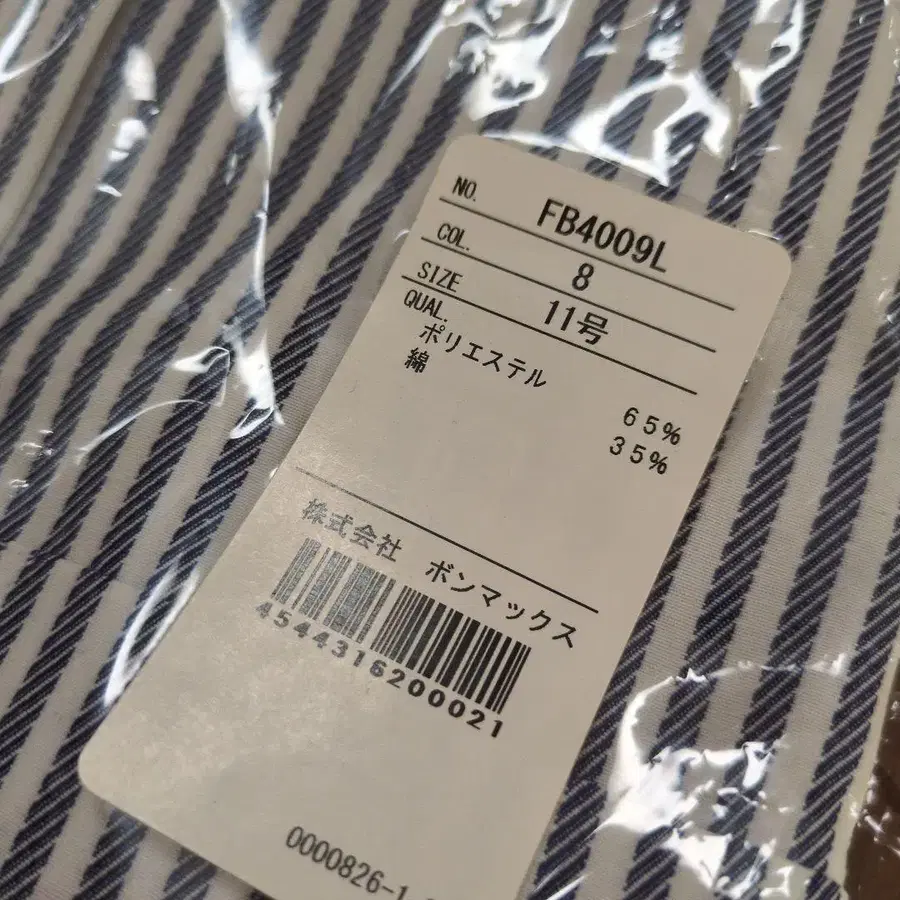 NO. FB4009L
COL. 8
SIZE 11号
QUAL.
ポリエステル 65%
綿 35%
株式会社 ボンマックス
4544316200021
0000826-1